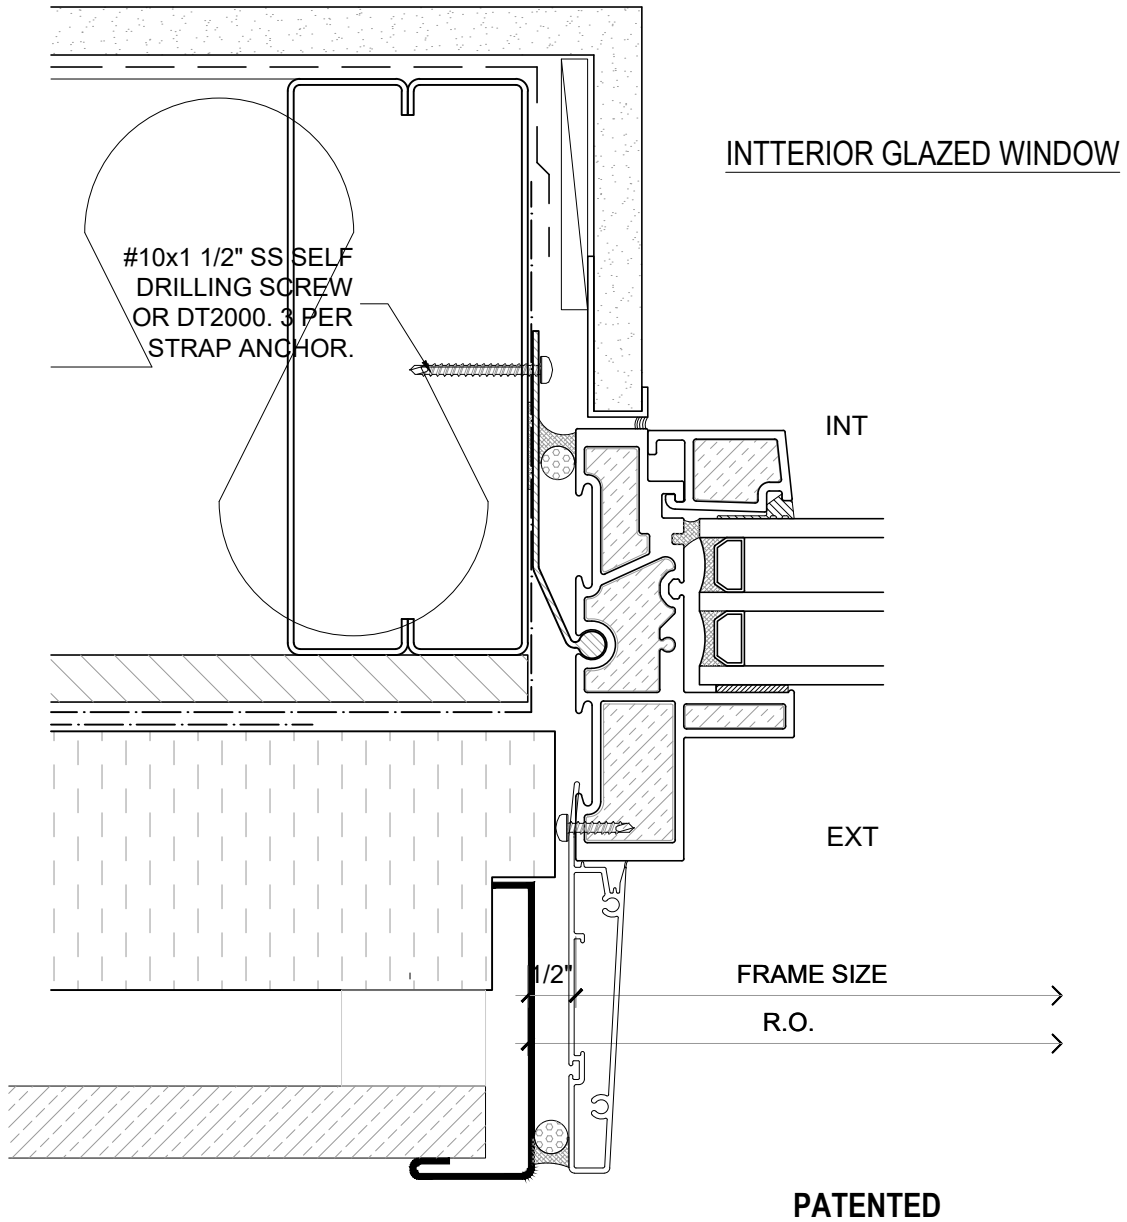 INTTERIOR GLAZED WINDOW
#10x1 1/2" SS SELF
DRILLING SCREW
OR DT2000. 3 PER
STRAP ANCHOR.
INT
EXT
1/2"
FRAME SIZE
R.O.
PATENTED